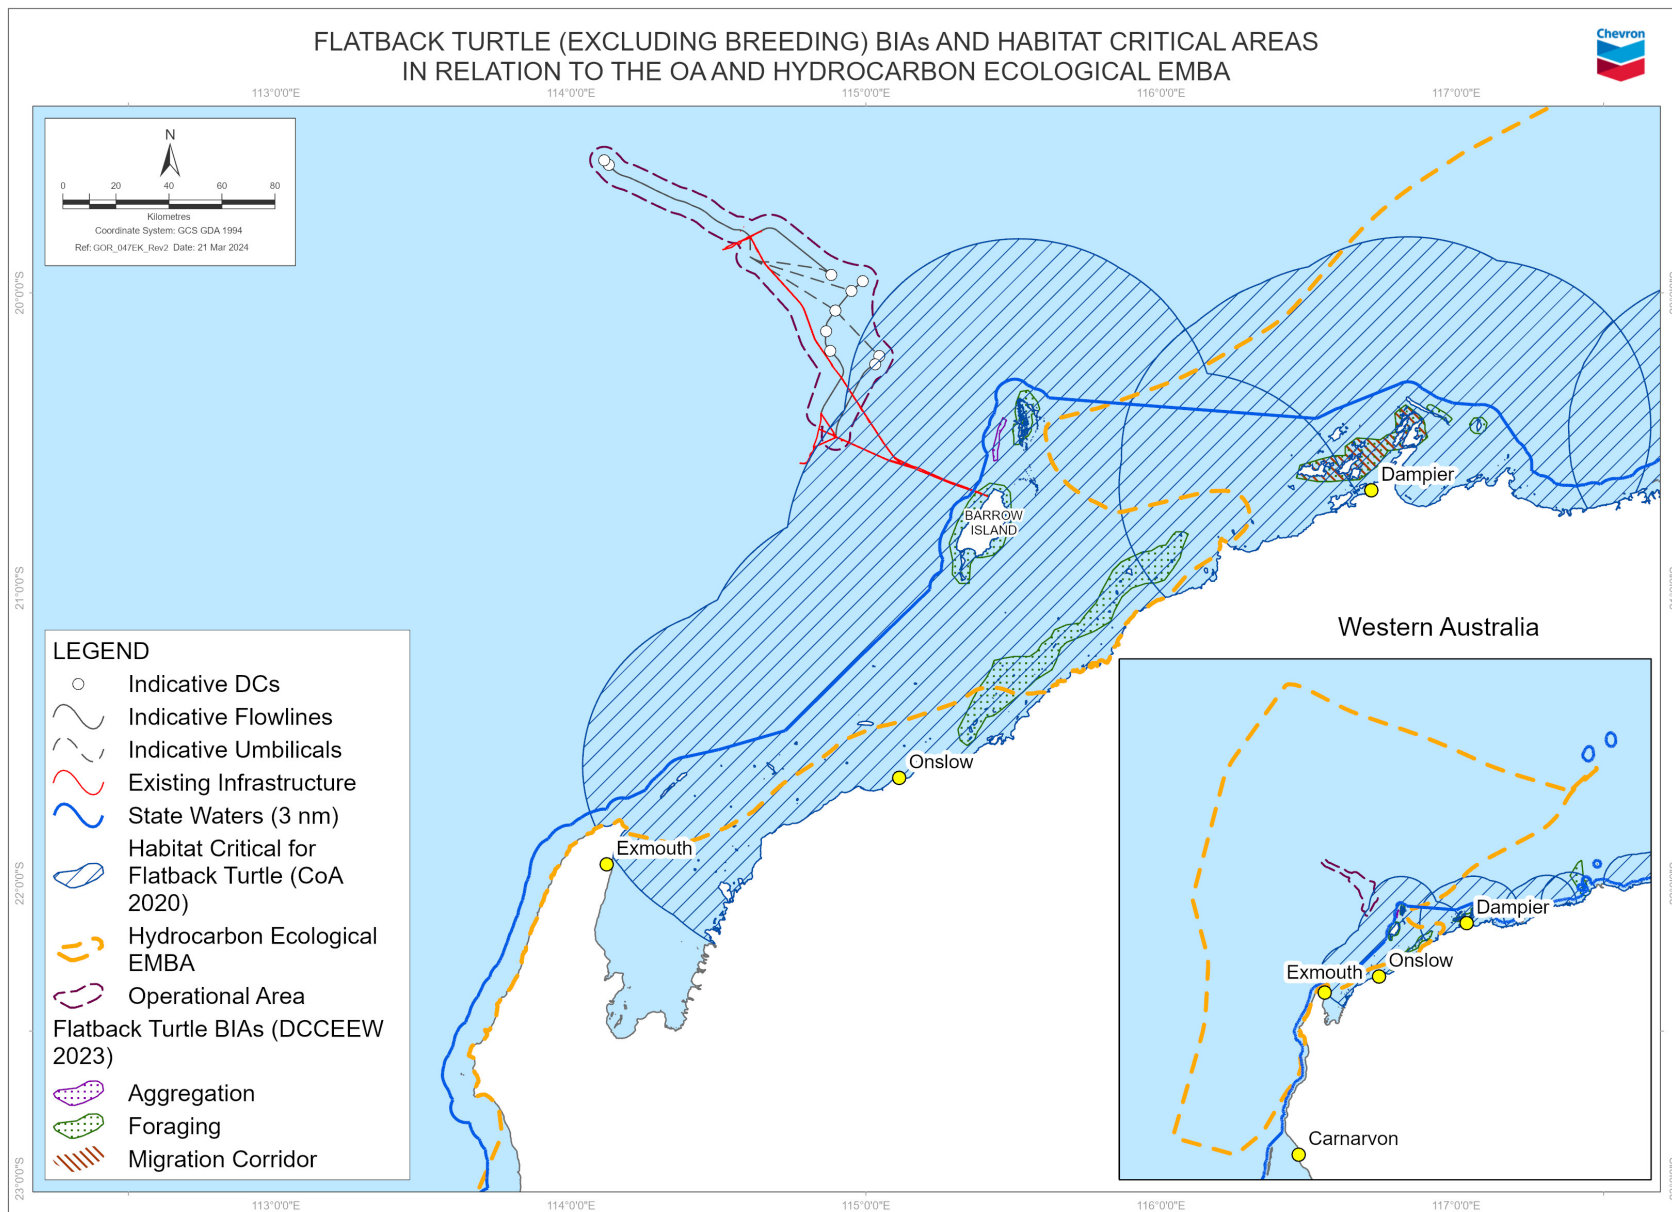 FLATBACK TURTLE (EXCLUDING BREEDING) BIAs AND HABITAT CRITICAL AREAS
IN RELATION TO THE OA AND HYDROCARBON ECOLOGICAL EMBA
Chevron
113°0'0"E
114°0'0"E
115°0'0"E
116°0'0"E
117°0'0"E
N
0 20 40 60 80
Kilometres
Coordinate System: GCS GDA 1994
Ref: GOR_047EK_Rev2 Date: 21 Mar 2024
20°0'0"S
21°0'0"S
22°0'0"S
23°0'0"S
Dampier
BARROW
ISLAND
Western Australia
Onslow
Exmouth
LEGEND
Indicative DCs
Indicative Flowlines
Indicative Umbilicals
Existing Infrastructure
State Waters (3 nm)
Habitat Critical for
Flatback Turtle (CoA
2020)
Hydrocarbon Ecological
EMBA
Operational Area
Flatback Turtle BIAs (DCCEEW
2023)
Aggregation
Foraging
Migration Corridor
Dampier
Onslow
Exmouth
Carnarvon
113°0'0"E
114°0'0"E
115°0'0"E
116°0'0"E
117°0'0"E